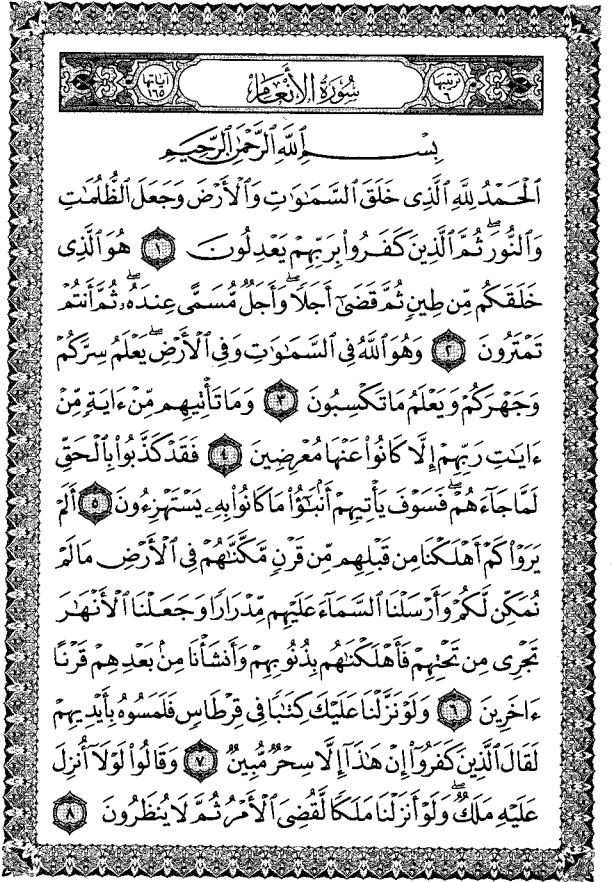 ترتيبها ٦ سُورَةُ الأَنْعَامِ آياتها ١٦٥
بِسْمِ ٱللَّهِ ٱلرَّحْمَٰنِ ٱلرَّحِيمِ
ٱلْحَمْدُ لِلَّهِ ٱلَّذِى خَلَقَ ٱلسَّمَٰوَٰتِ وَٱلْأَرْضَ وَجَعَلَ ٱلظُّلُمَٰتِ
وَٱلنُّورَ ۖ ثُمَّ ٱلَّذِينَ كَفَرُوا۟ بِرَبِّهِمْ يَعْدِلُونَ ١ هُوَ ٱلَّذِى
خَلَقَكُم مِّن طِينٍ ثُمَّ قَضَىٰٓ أَجَلًا ۖ وَأَجَلٌ مُّسَمًّى عِندَهُۥ ۖ ثُمَّ أَنتُمْ
تَمْتَرُونَ ٢ وَهُوَ ٱللَّهُ فِى ٱلسَّمَٰوَٰتِ وَفِى ٱلْأَرْضِ ۖ يَعْلَمُ سِرَّكُمْ
وَجَهْرَكُمْ وَيَعْلَمُ مَا تَكْسِبُونَ ٣ وَمَا تَأْتِيهِم مِّنْ ءَايَةٍ مِّنْ
ءَايَٰتِ رَبِّهِمْ إِلَّا كَانُوا۟ عَنْهَا مُعْرِضِينَ ٤ فَقَدْ كَذَّبُوا۟ بِٱلْحَقِّ
لَمَّا جَآءَهُمْ ۖ فَسَوْفَ يَأْتِيهِمْ أَنۢبَٰٓؤُا۟ مَا كَانُوا۟ بِهِۦ يَسْتَهْزِءُونَ ٥ أَلَمْ
يَرَوْا۟ كَمْ أَهْلَكْنَا مِن قَبْلِهِم مِّن قَرْنٍ مَّكَّنَّٰهُمْ فِى ٱلْأَرْضِ مَا لَمْ
نُمَكِّن لَّكُمْ وَأَرْسَلْنَا ٱلسَّمَآءَ عَلَيْهِم مِّدْرَارًا وَجَعَلْنَا ٱلْأَنْهَٰرَ
تَجْرِى مِن تَحْتِهِمْ فَأَهْلَكْنَٰهُم بِذُنُوبِهِمْ وَأَنشَأْنَا مِنۢ بَعْدِهِمْ قَرْنًا
ءَاخَرِينَ ٦ وَلَوْ نَزَّلْنَا عَلَيْكَ كِتَٰبًا فِى قِرْطَاسٍ فَلَمَسُوهُ بِأَيْدِيهِمْ
لَقَالَ ٱلَّذِينَ كَفَرُوٓا۟ إِنْ هَٰذَآ إِلَّا سِحْرٌ مُّبِينٌ ٧ وَقَالُوا۟ لَوْلَآ أُنزِلَ
عَلَيْهِ مَلَكٌ ۖ وَلَوْ أَنزَلْنَا مَلَكًا لَّقُضِىَ ٱلْأَمْرُ ثُمَّ لَا يُنظَرُونَ ٨